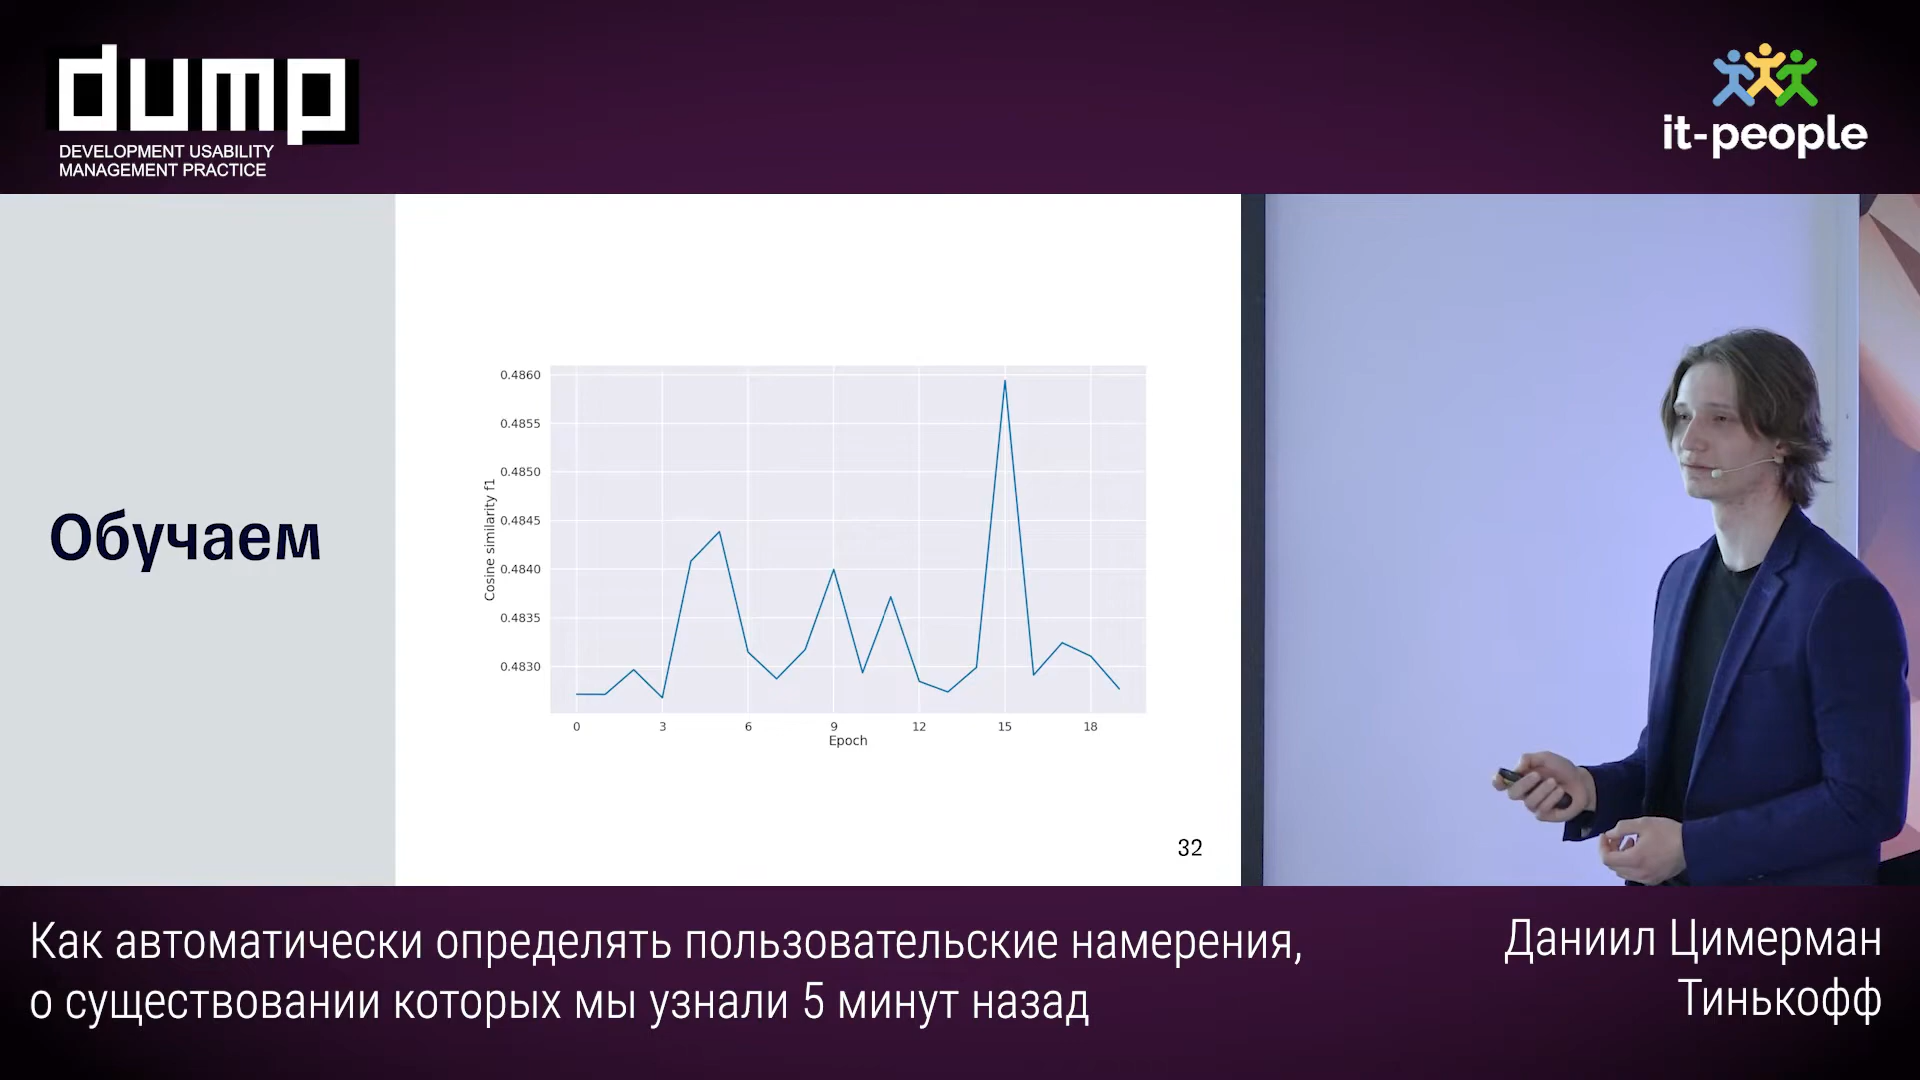 dump
DEVELOPMENT USABILITY
MANAGEMENT PRACTICE
it-people
Обучаем
0.4860
0.4855
0.4850
0.4845
0.4840
0.4835
0.4830
Cosine similarity f1
0 3 6 9 12 15 18
Epoch
32
Как автоматически определять пользовательские намерения,
о существовании которых мы узнали 5 минут назад
Даниил Цимерман
Тинькофф